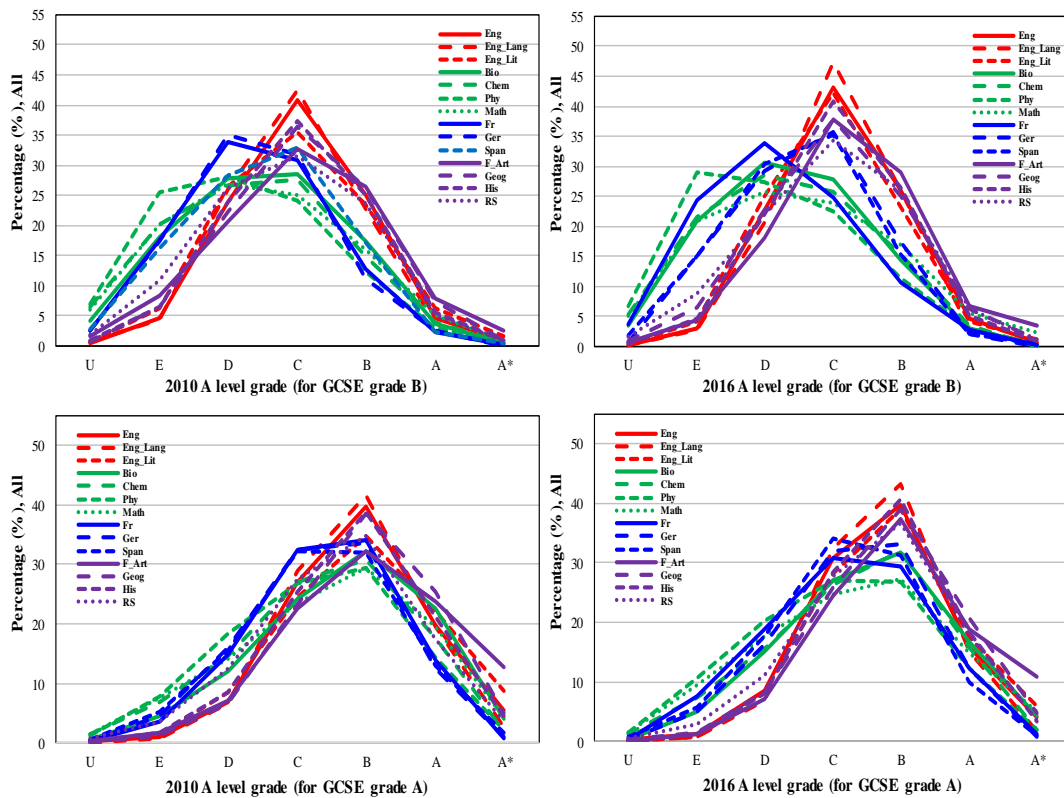 55
50
45
40
35
30
25
20
15
10
5
0
Percentage (%), All
U E D C B A A*
2010 A level grade (for GCSE grade B)
Eng
Eng_Lang
Eng_Lit
Bio
Chem
Phy
Math
Fr
Ger
Span
F_Art
Geog
His
RS
55
50
45
40
35
30
25
20
15
10
5
0
Percentage (%), All
U E D C B A A*
2016 A level grade (for GCSE grade B)
Eng
Eng_Lang
Eng_Lit
Bio
Chem
Phy
Math
Fr
Ger
Span
F_Art
Geog
His
RS
50
40
30
20
10
0
Percentage (%), All
U E D C B A A*
2010 A level grade (for GCSE grade A)
Eng
Eng_Lang
Eng_Lit
Bio
Chem
Phy
Math
Fr
Ger
Span
F_Art
Geog
His
RS
50
40
30
20
10
0
Percentage (%), All
U E D C B A A*
2016 A level grade (for GCSE grade A)
Eng
Eng_Lang
Eng_Lit
Bio
Chem
Phy
Math
Fr
Ger
Span
F_Art
Geog
His
RS